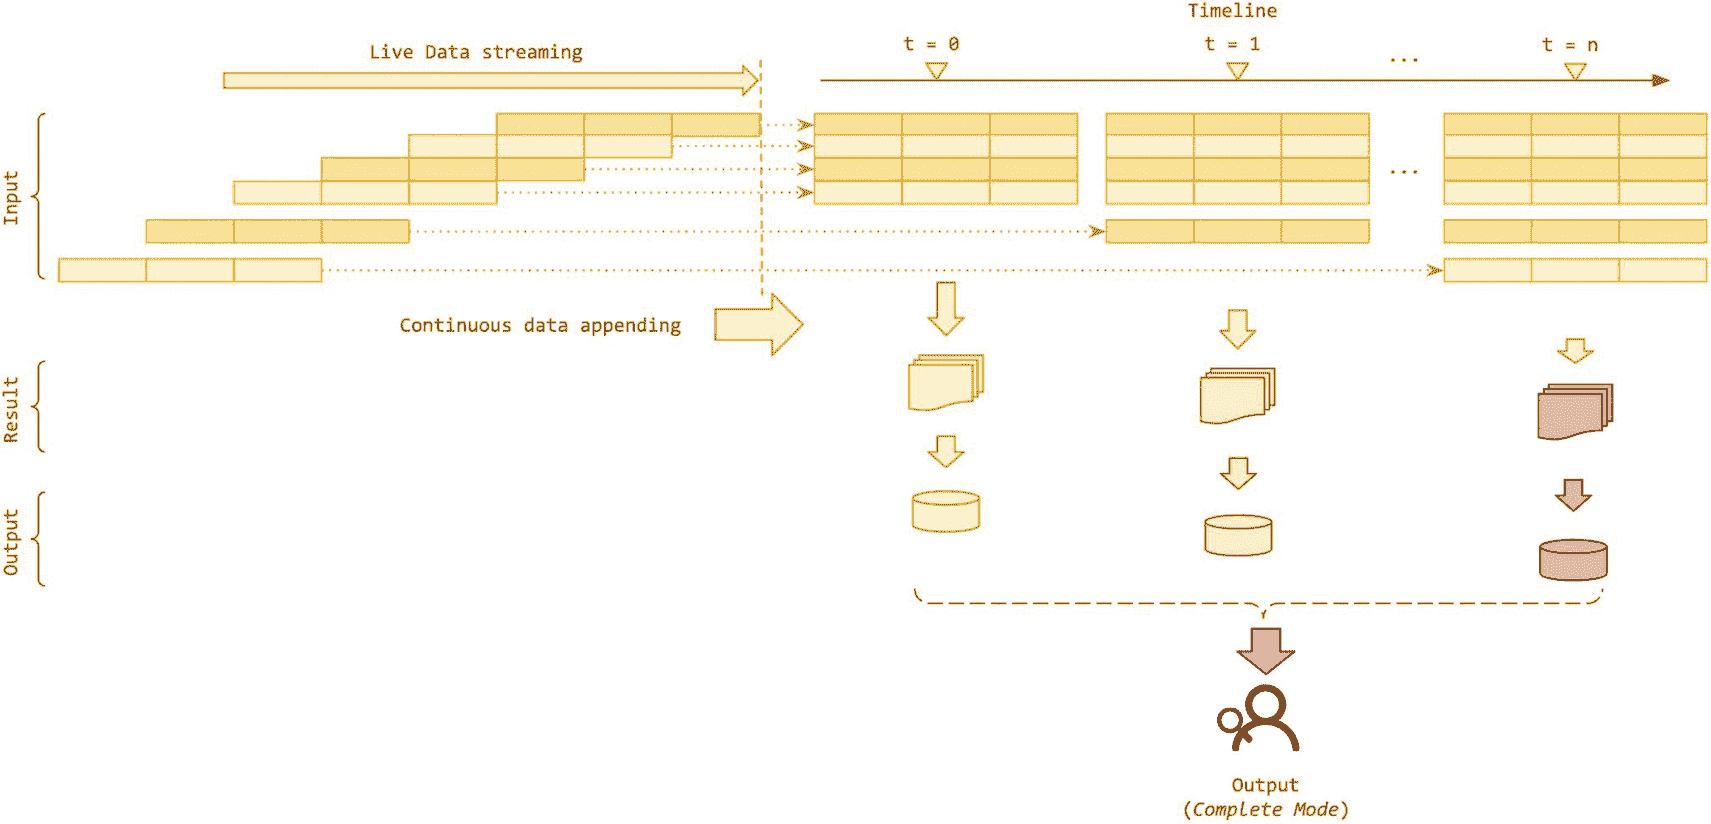 Timeline
Live Data streaming
t = 0
t = 1
...
t = n
Input
...
Continuous data appending
Result
Output
Output
(Complete Mode)